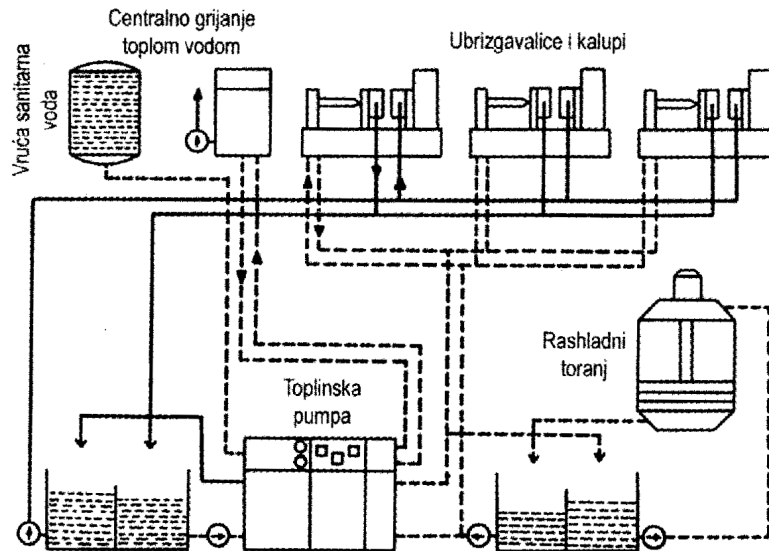 Centralno grijanje
toplom vodom
Ubrizgavalice i kalupi
Vruća sanitarna
voda
Rashladni
toranj
Toplinska
pumpa